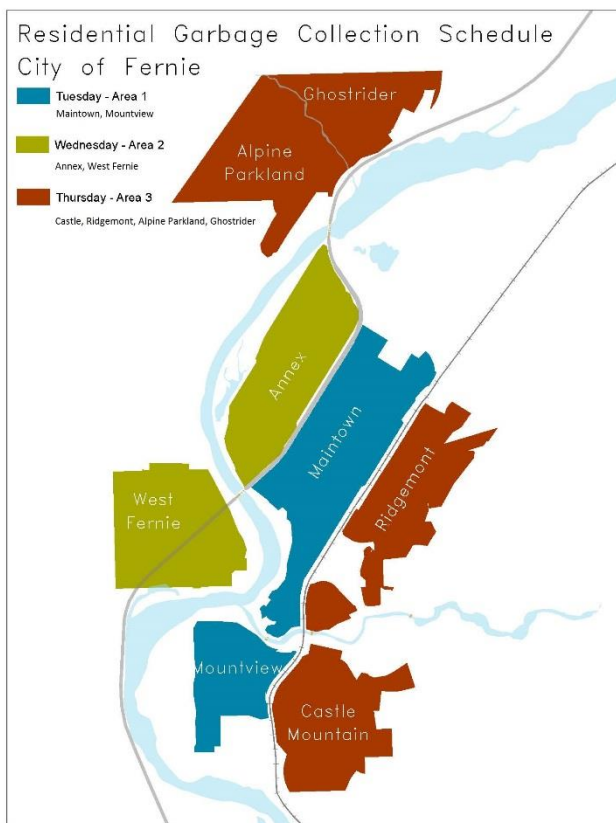 Residential Garbage Collection Schedule
City of Fernie
Tuesday - Area 1
Maintown, Mountview
Wednesday - Area 2
Annex, West Fernie
Thursday - Area 3
Castle, Ridgemont, Alpine Parkland, Ghostrider
Ghostrider
Alpine
Parkland
Annex
Maintown
Ridgemont
West
Fernie
Mountview
Castle
Mountain